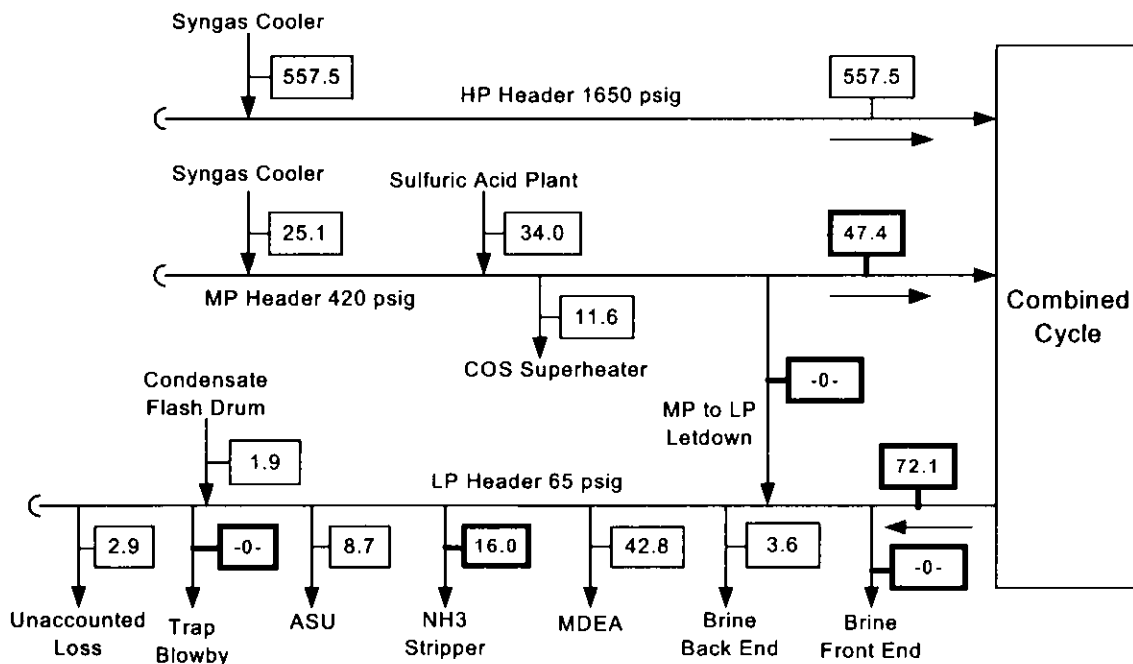 Syngas Cooler
557.5
557.5
HP Header 1650 psig
Syngas Cooler
Sulfuric Acid Plant
25.1
34.0
47.4
MP Header 420 psig
11.6
Combined
Cycle
COS Superheater
-0-
Condensate
Flash Drum
MP to LP
Letdown
1.9
72.1
LP Header 65 psig
2.9
-0-
8.7
16.0
42.8
3.6
-0-
Unaccounted
Loss
Trap
Blowby
ASU
NH3
Stripper
MDEA
Brine
Back End
Brine
Front End